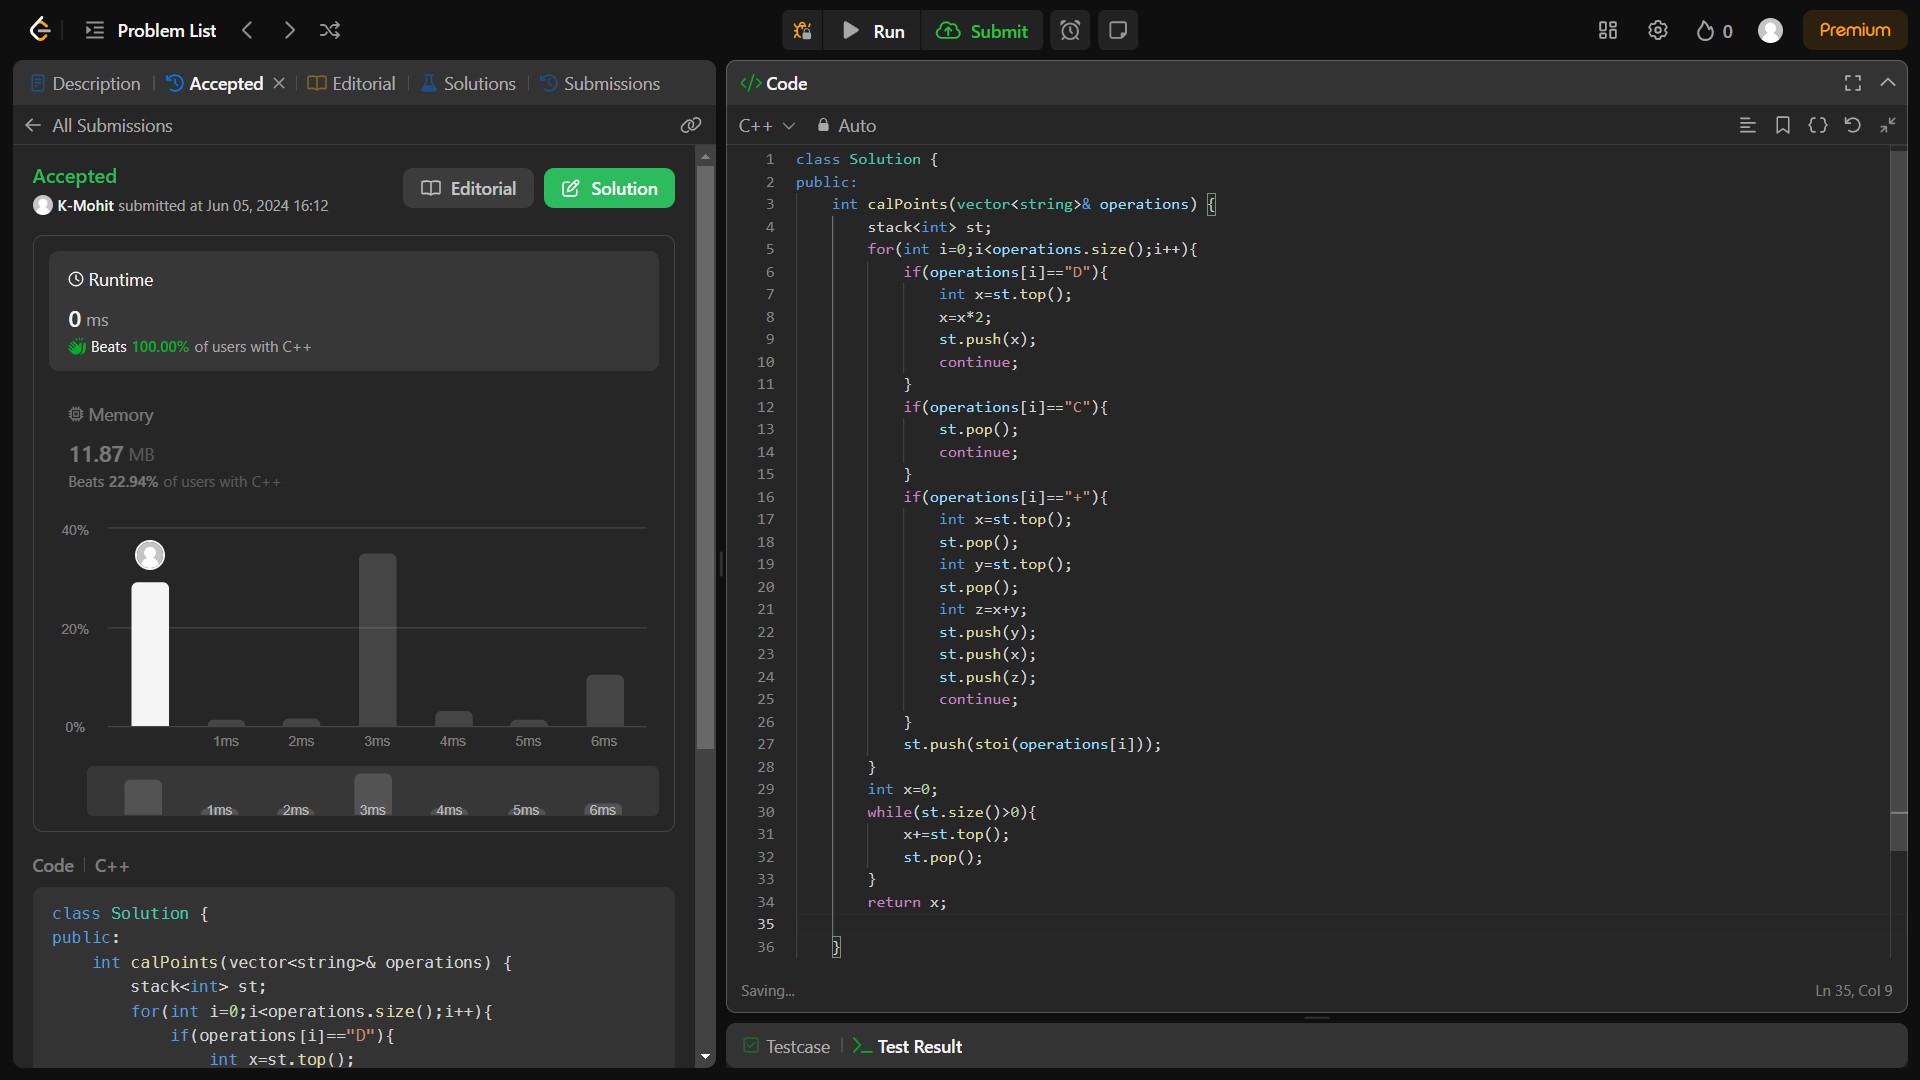 Problem List
Run
Submit
0
Premium
Description
Accepted
Editorial
Solutions
Submissions
All Submissions
Accepted
Editorial
Solution
K-Mohit submitted at Jun 05, 2024 16:12
Runtime
0 ms
Beats 100.00% of users with C++
Memory
11.87 MB
Beats 22.94% of users with C++
40%
20%
0%
1ms 2ms 3ms 4ms 5ms 6ms
1ms 2ms 3ms 4ms 5ms 6ms
Code | C++
class Solution {
public:
    int calPoints(vector<string>& operations) {
        stack<int> st;
        for(int i=0;i<operations.size();i++){
            if(operations[i]=="D"){
                int x=st.top();
</> Code
C++
Auto
1 class Solution {
2 public:
3     int calPoints(vector<string>& operations) {
4         stack<int> st;
5         for(int i=0;i<operations.size();i++){
6             if(operations[i]=="D"){
7                 int x=st.top();
8                 x=x*2;
9                 st.push(x);
10                 continue;
11             }
12             if(operations[i]=="C"){
13                 st.pop();
14                 continue;
15             }
16             if(operations[i]=="+"){
17                 int x=st.top();
18                 st.pop();
19                 int y=st.top();
20                 st.pop();
21                 int z=x+y;
22                 st.push(y);
23                 st.push(x);
24                 st.push(z);
25                 continue;
26             }
27             st.push(stoi(operations[i]));
28         }
29         int x=0;
30         while(st.size()>0){
31             x+=st.top();
32             st.pop();
33         }
34         return x;
35
36     }
Saving...
Ln 35, Col 9
Testcase
Test Result